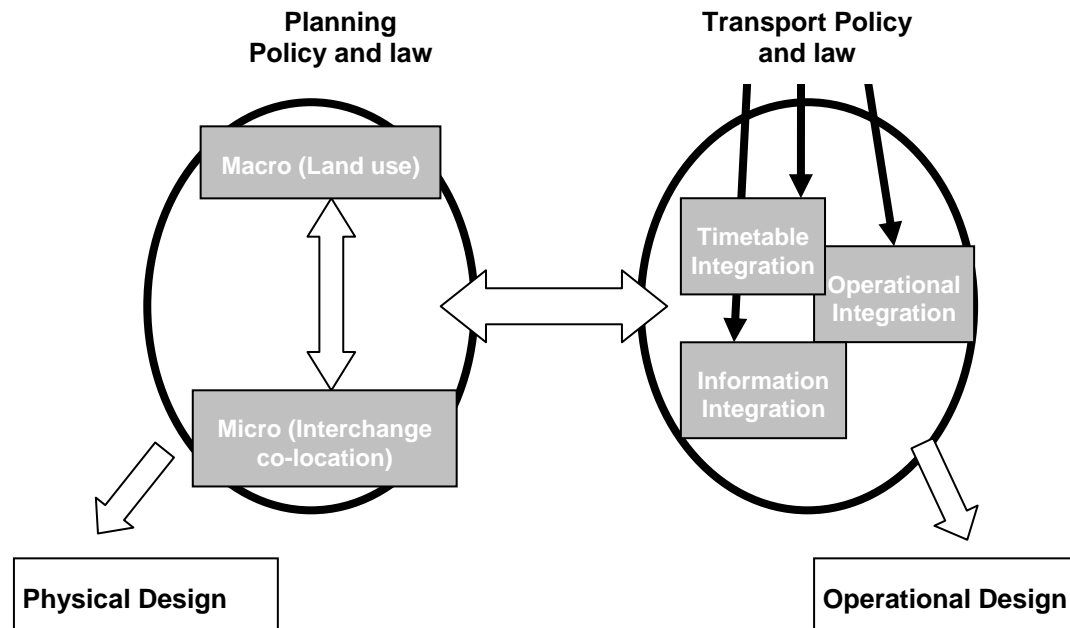 Planning
Policy and law
Transport Policy
and law
Macro (Land use)
Timetable
Integration
Operational
Integration
Information
Integration
Micro (Interchange
co-location)
Physical Design
Operational Design